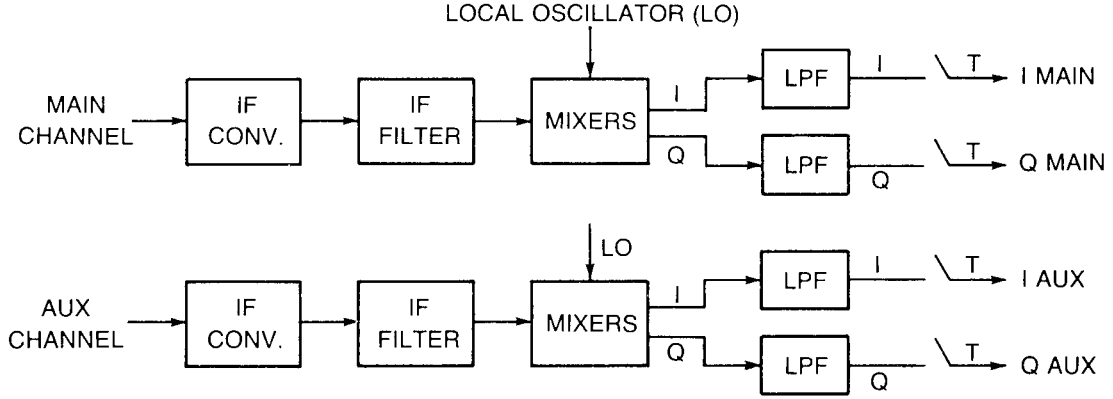 LOCAL OSCILLATOR (LO)
MAIN
CHANNEL
IF
CONV.
IF
FILTER
MIXERS
I
Q
LPF
I
T
I MAIN
LPF
Q
T
Q MAIN
LO
AUX
CHANNEL
IF
CONV.
IF
FILTER
MIXERS
I
Q
LPF
I
T
I AUX
LPF
Q
T
Q AUX